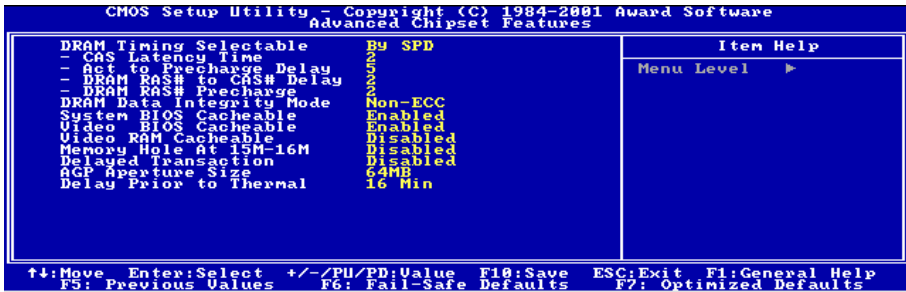 CMOS Setup Utility – Copyright (C) 1984-2001 Award Software
Advanced Chipset Features
DRAM Timing Selectable By SPD
- CAS Latency Time 2
- Act to Precharge Delay 5
- DRAM RAS# to CAS# Delay 2
- DRAM RAS# Precharge 2
DRAM Data Integrity Mode Non-ECC
System BIOS Cacheable Enabled
Video BIOS Cacheable Enabled
Video RAM Cacheable Disabled
Memory Hole At 15M-16M Disabled
Delayed Transaction Disabled
AGP Aperture Size 64MB
Delay Prior to Thermal 16 Min
Item Help
Menu Level ►
↑↓:Move Enter:Select +/-/PU/PD:Value F10:Save ESC:Exit F1:General Help
F5: Previous Values F6: Fail-Safe Defaults F7: Optimized Defaults